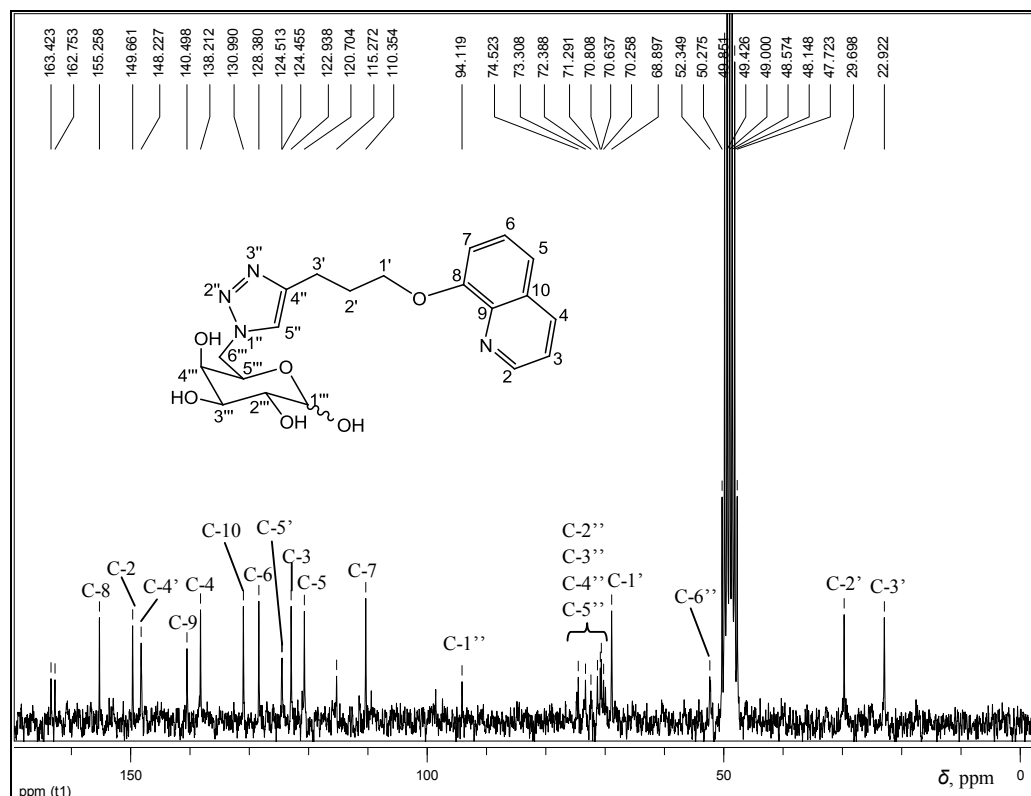 163.423
162.753
155.258
149.661
148.227
140.498
138.212
130.990
128.380
124.513
124.455
122.938
120.704
115.272
110.354
94.119
74.523
73.308
72.388
71.291
70.808
70.637
70.258
68.897
52.349
50.275
49.851
49.426
49.000
48.574
48.148
47.723
29.698
22.922
6
7
5
3''
3'
1'
8
10
2''
N
4''
2'
O
9
4
N
N
1''
5''
N
3
OH
6'''
2
4'''
5'''
O
HO
1'''
3'''
2'''
OH
OH
C-2''
C-10
C-5'
C-3''
C-2
C-3
C-4''
C-4'
C-6
C-7
C-5''
C-1'
C-8
C-4
C-5
C-6''
C-2'
C-3'
C-9
C-1''
150
100
50
0
ppm (t1)
δ, ppm